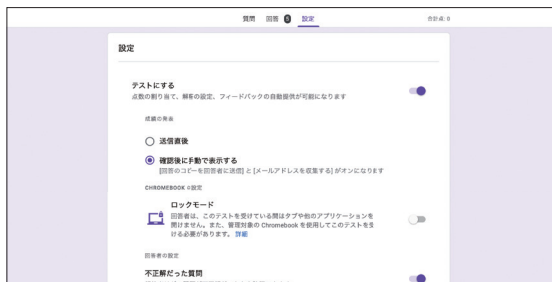 質問 回答 5 設定
合計点: 0
設定
テストにする
点数の割り当て、解答の設定、フィードバックの自動提供が可能になります
成績の発表
送信直後
確認後に手動で表示する
[回答のコピーを回答者に送信] と [メールアドレスを収集する] がオンになります
CHROMEBOOK の設定
ロックモード
回答者は、このテストを受けている間はタブや他のアプリケーションを
開けません。また、管理対象の Chromebook を使用してこのテストを受
ける必要があります。 詳細
回答者の設定
不正解だった質問